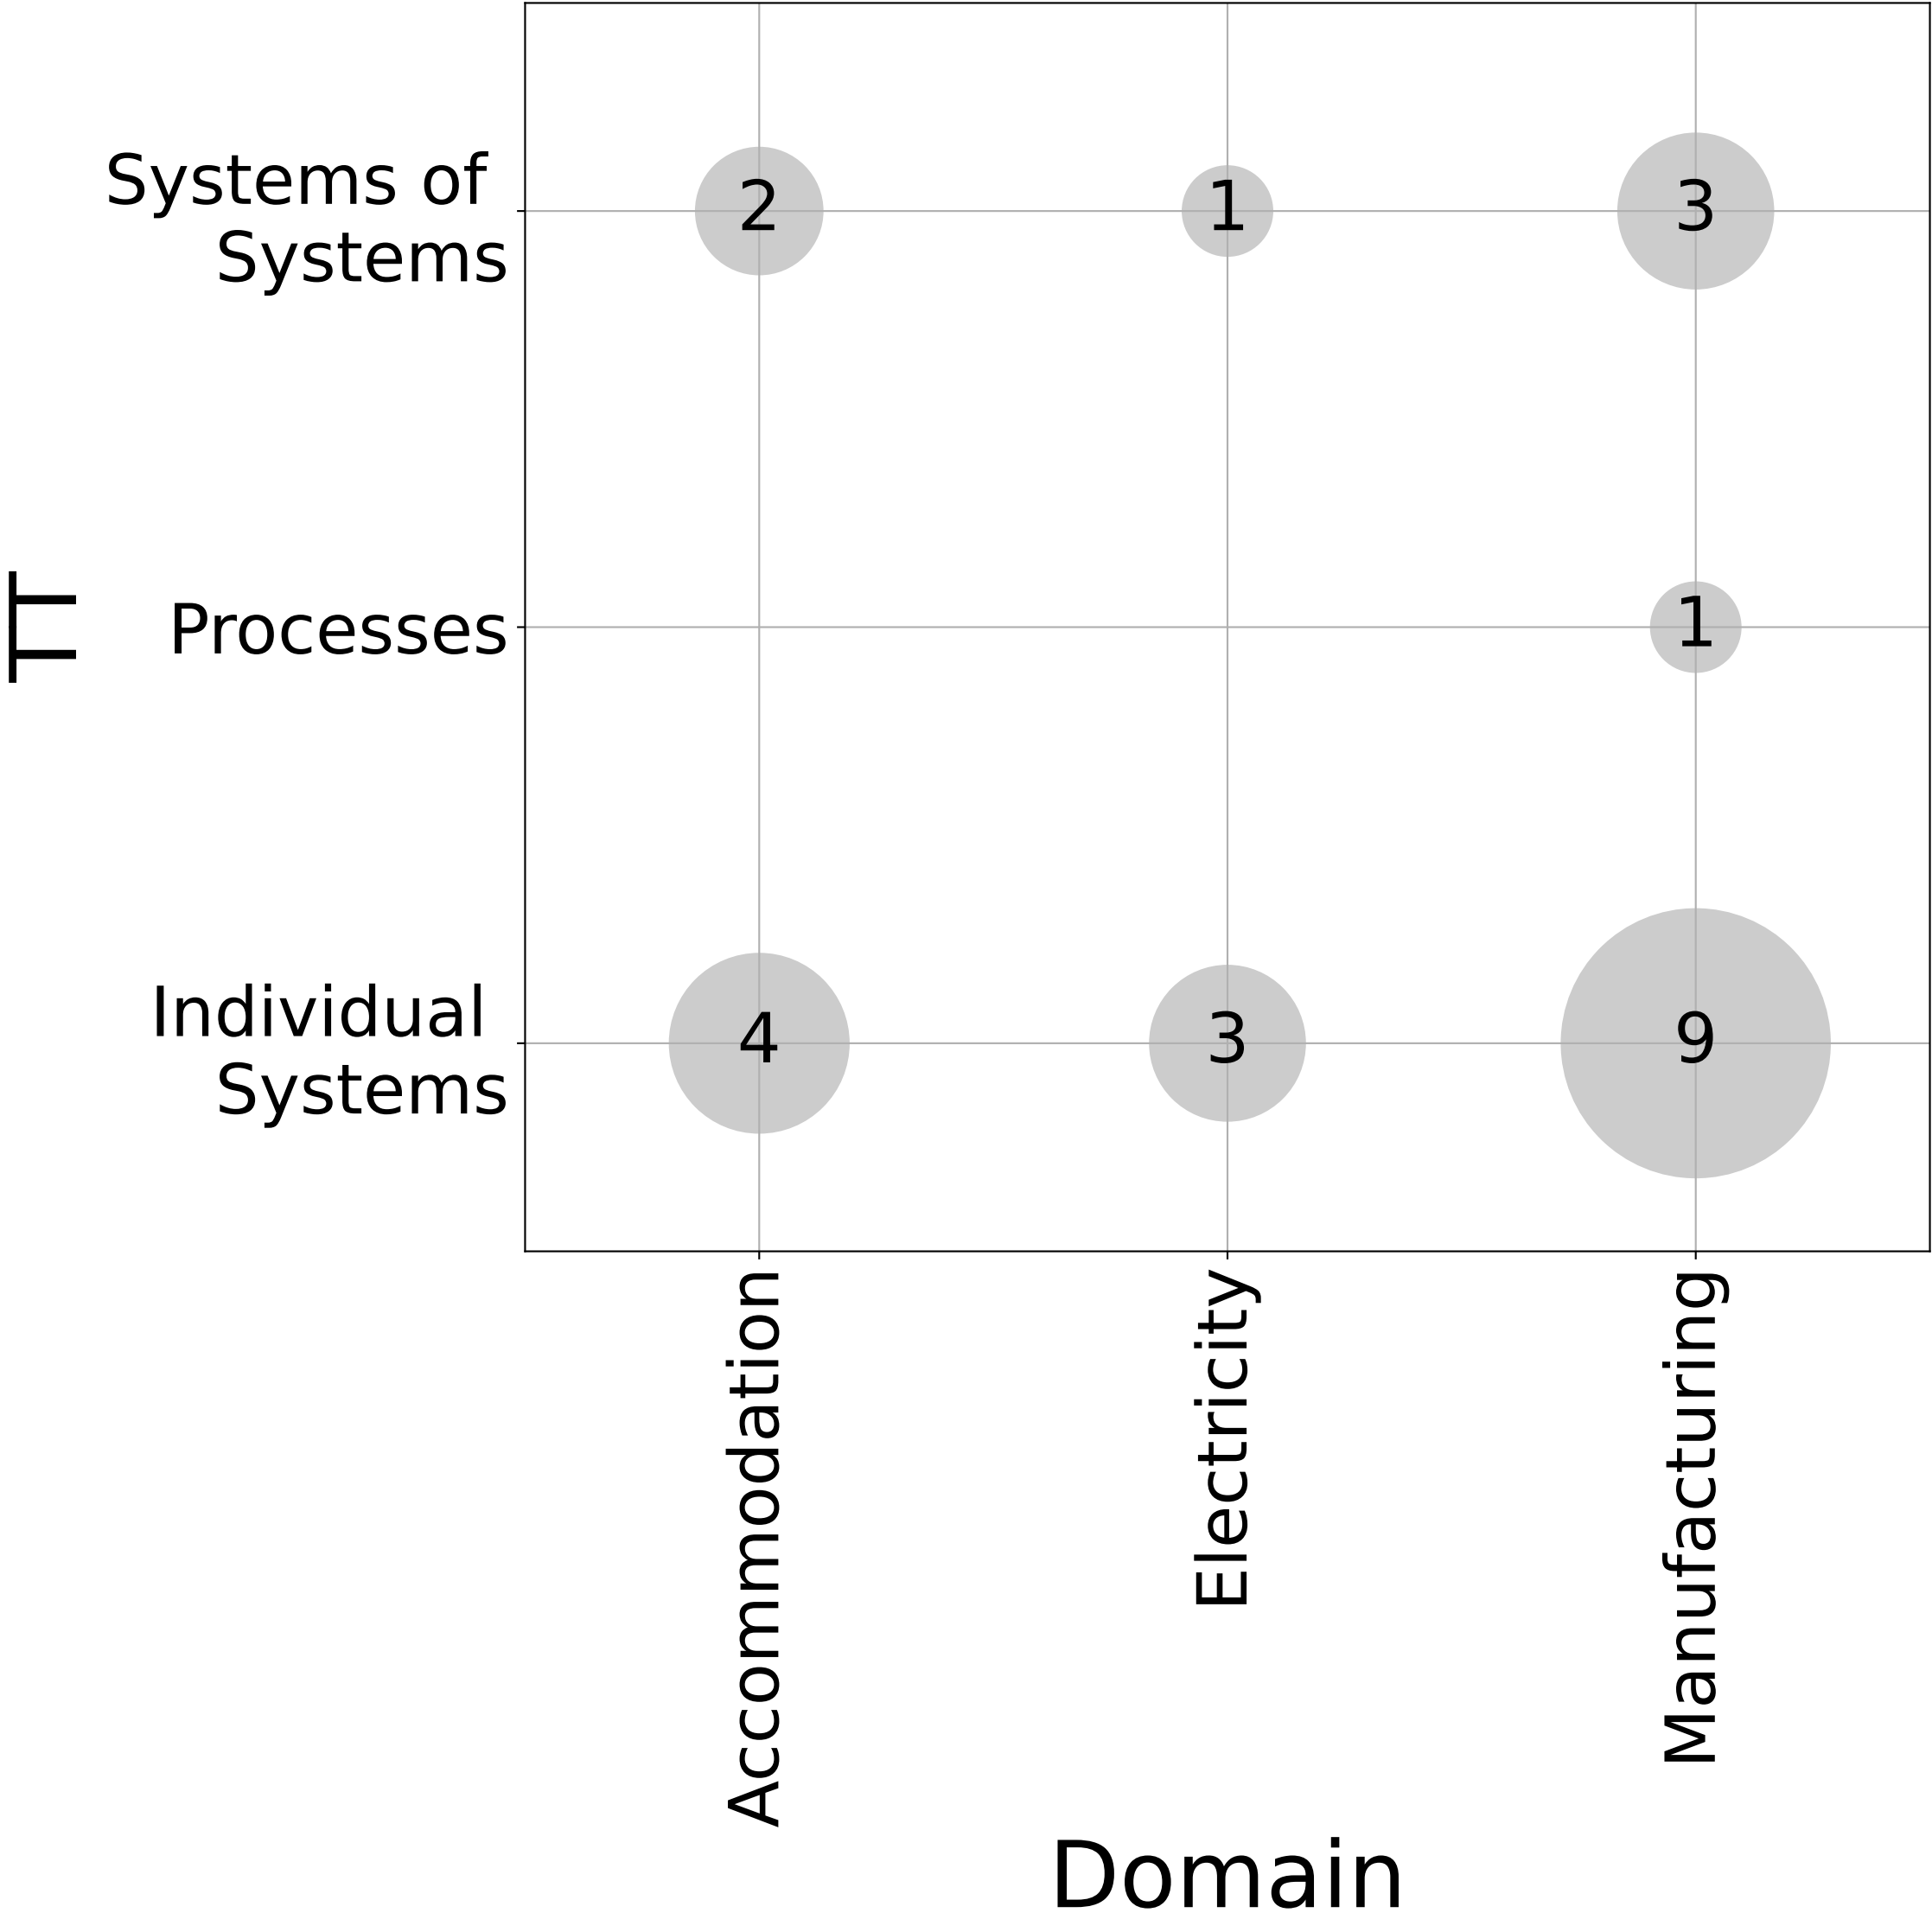 Systems of
Systems
2
1
3
TT
Processes
1
Individual
Systems
4
3
9
Accommodation
Electricity
Manufacturing
Domain